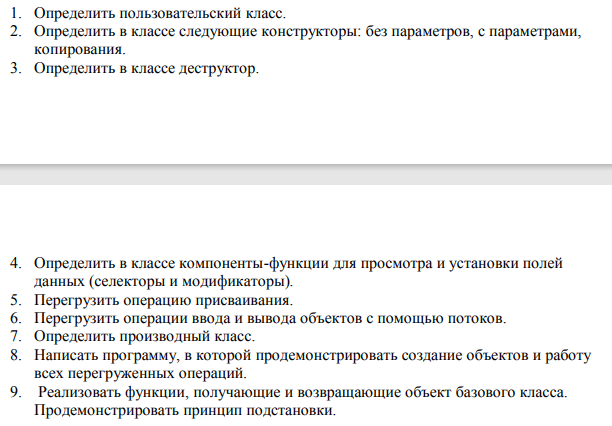 1. Определить пользовательский класс.
2. Определить в классе следующие конструкторы: без параметров, с параметрами,
копирования.
3. Определить в классе деструктор.
4. Определить в классе компоненты-функции для просмотра и установки полей
данных (селекторы и модификаторы).
5. Перегрузить операцию присваивания.
6. Перегрузить операции ввода и вывода объектов с помощью потоков.
7. Определить производный класс.
8. Написать программу, в которой продемонстрировать создание объектов и работу
всех перегруженных операций.
9. Реализовать функции, получающие и возвращающие объект базового класса.
Продемонстрировать принцип подстановки.